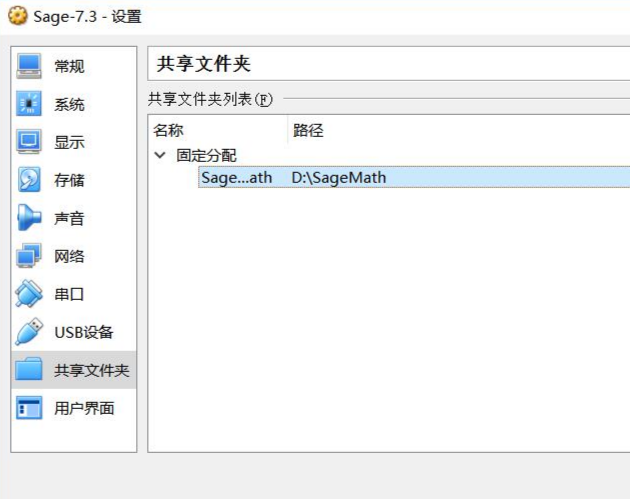 Sage-7.3 - 设置
常规
系统
显示
存储
声音
网络
串口
USB设备
共享文件夹
用户界面
共享文件夹
共享文件夹列表(F)
名称 路径
固定分配
Sage...ath D:\SageMath